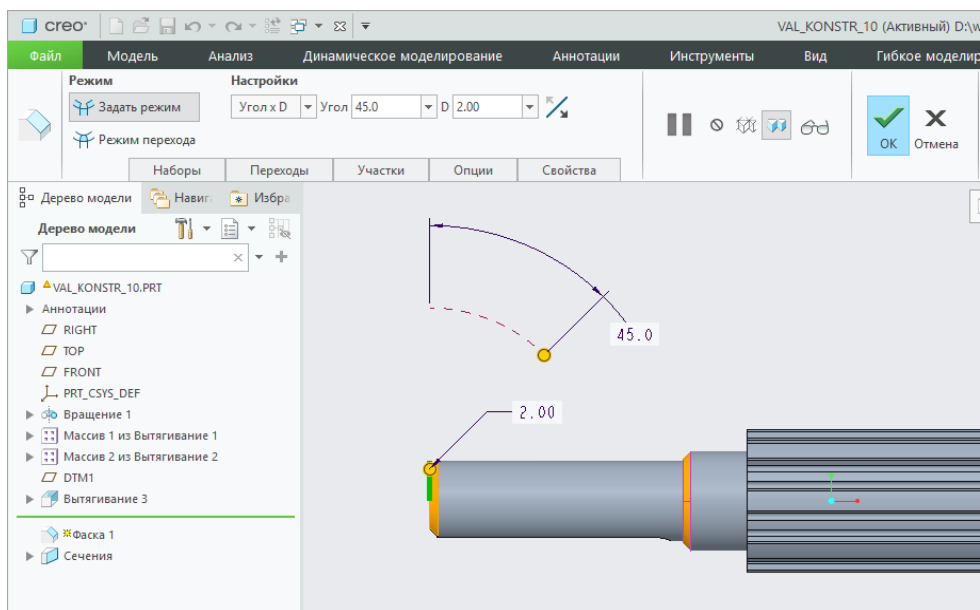 creo
VAL_KONSTR_10 (Активный) D:\w
Файл Модель Анализ Динамическое моделирование Аннотации Инструменты Вид Гибкое моделир
Режим Настройки
Задать режим Угол x D Угол 45.0 D 2.00
Режим перехода
OK Отмена
Наборы Переходы Участки Опции Свойства
Дерево модели Навиг Избра
Дерево модели
VAL_KONSTR_10.PRT
Аннотации
RIGHT
TOP
FRONT
PRT_CSYS_DEF
Вращение 1
Массив 1 из Вытягивание 1
Массив 2 из Вытягивание 2
DTM1
Вытягивание 3
Фаска 1
Сечения
45.0
2.00